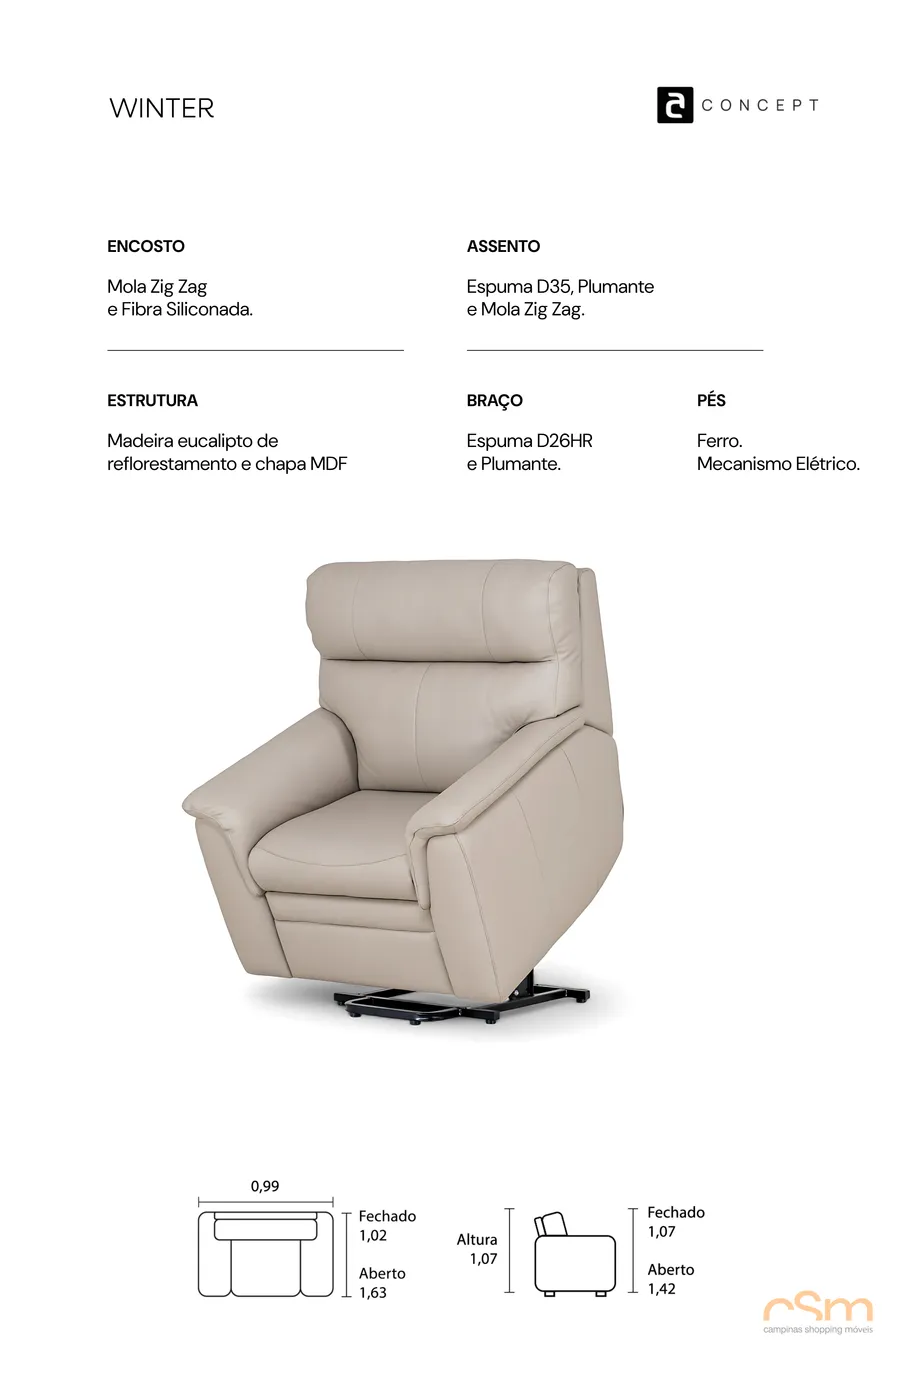 WINTER
CONCEPT
ENCOSTO
Mola Zig Zag
e Fibra Siliconada.
ASSENTO
Espuma D35, Plumante
e Mola Zig Zag.
ESTRUTURA
Madeira eucalipto de
reflorestamento e chapa MDF
BRAÇO
Espuma D26HR
e Plumante.
PÉS
Ferro.
Mecanismo Elétrico.
0,99
Fechado
1,02
Aberto
1,63
Altura
1,07
Fechado
1,07
Aberto
1,42
csm
campinas shopping móveis